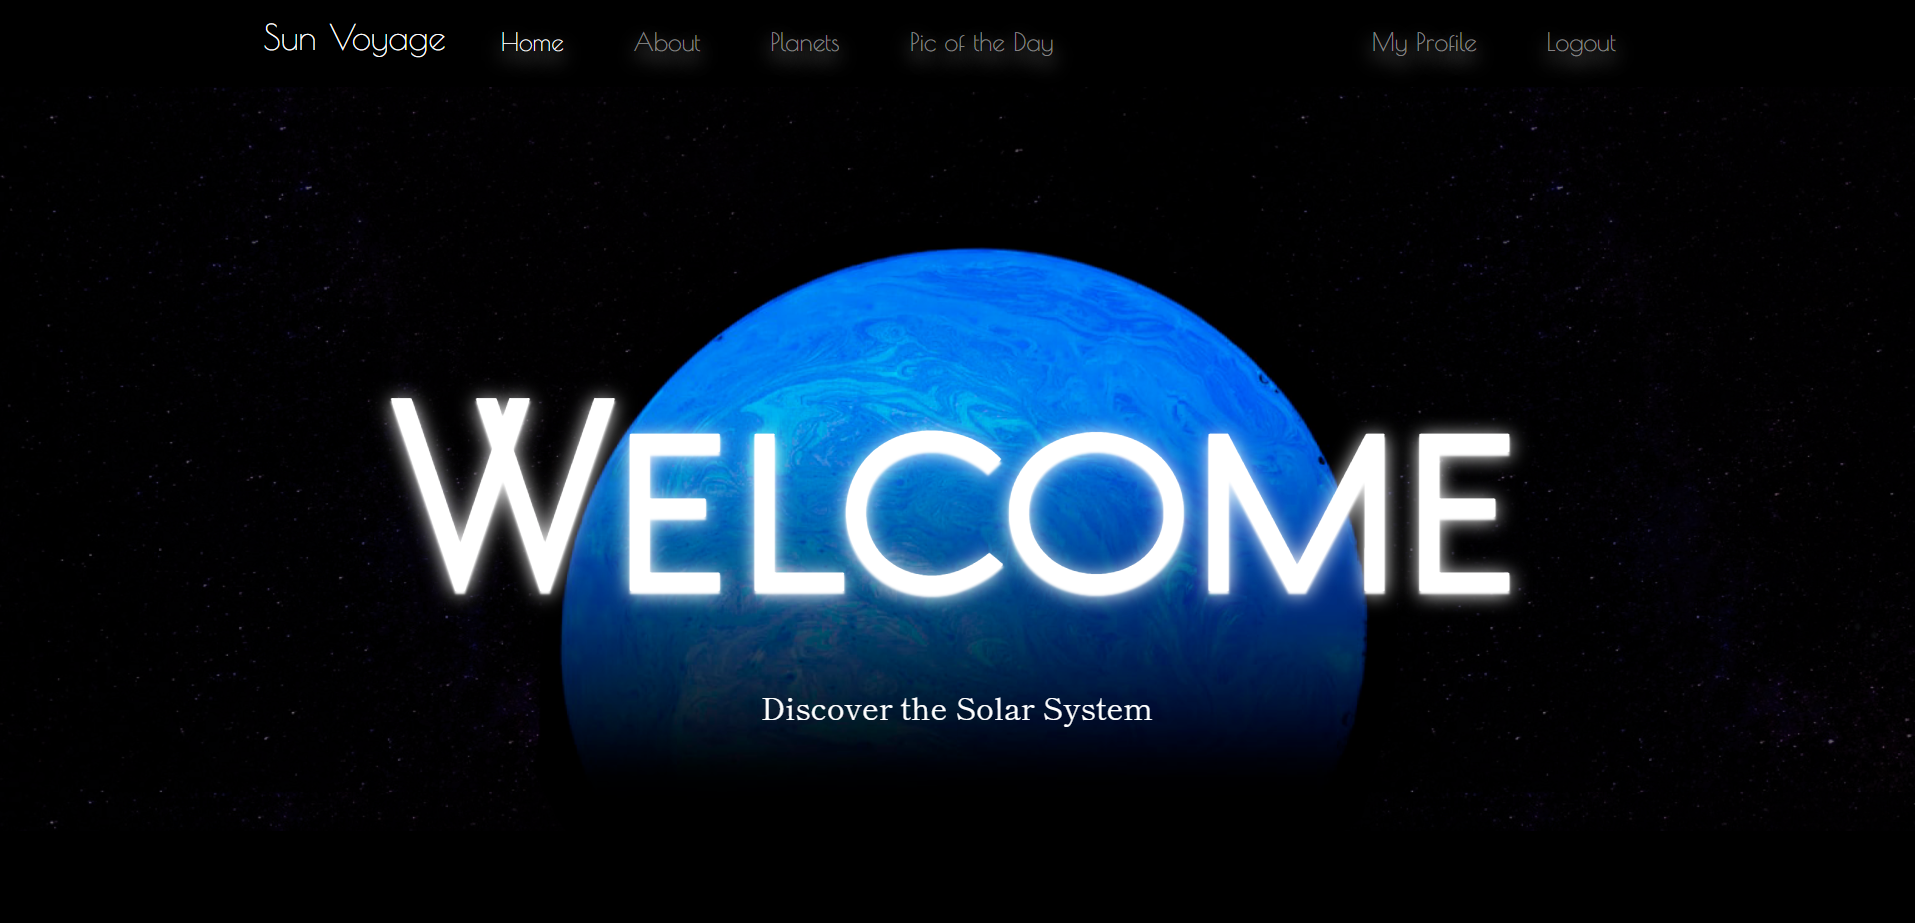 Sun Voyage Home About Planets Pic of the Day My Profile Logout
WELCOME
Discover the Solar System